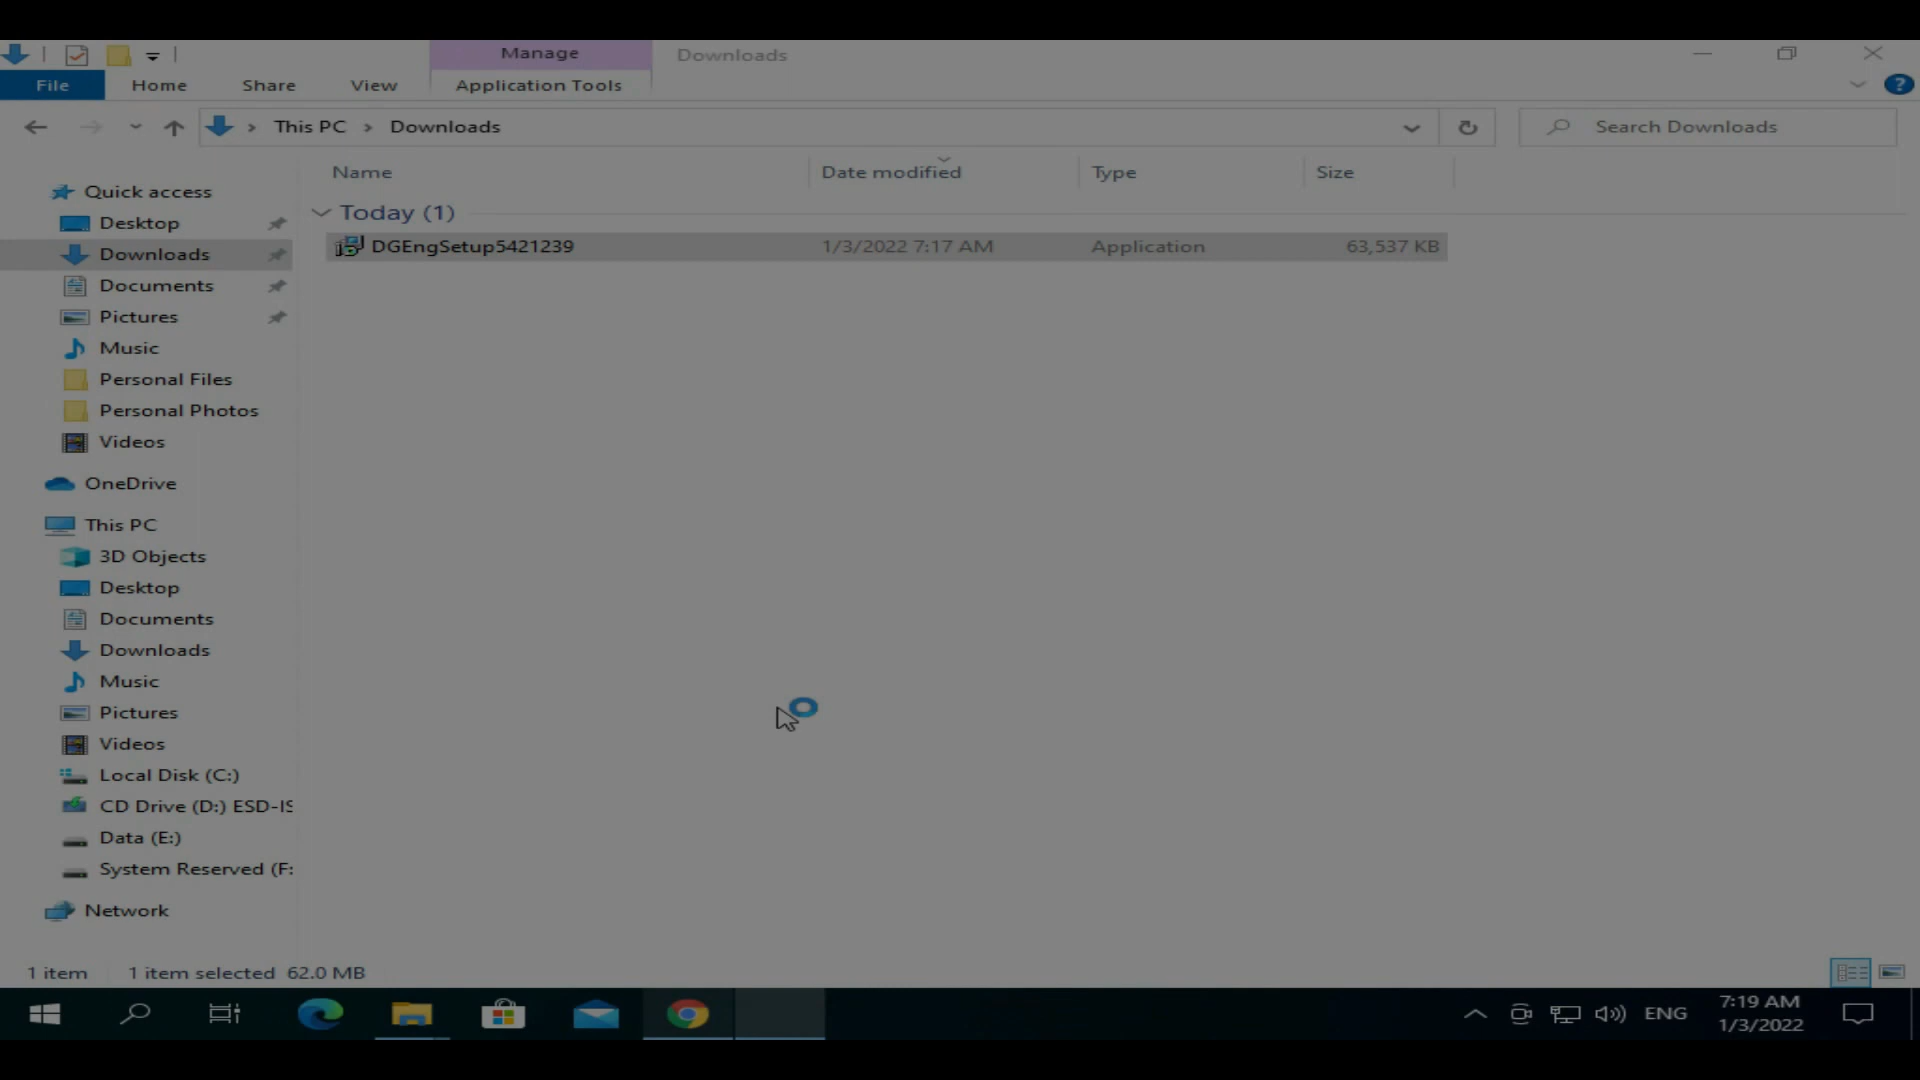 Manage
Downloads
File
Home
Share
View
Application Tools
?
This PC
Downloads
Search Downloads
Name
Date modified
Type
Size
Quick access
Desktop
Downloads
Documents
Pictures
Music
Personal Files
Personal Photos
Videos
OneDrive
This PC
3D Objects
Desktop
Documents
Downloads
Music
Pictures
Videos
Local Disk (C:)
CD Drive (D:) ESD-IS
Data (E:)
System Reserved (F:
Network
Today (1)
DGEngSetup5421239 1/3/2022 7:17 AM Application 63,537 KB
1 item 1 item selected 62.0 MB
ENG
7:19 AM
1/3/2022